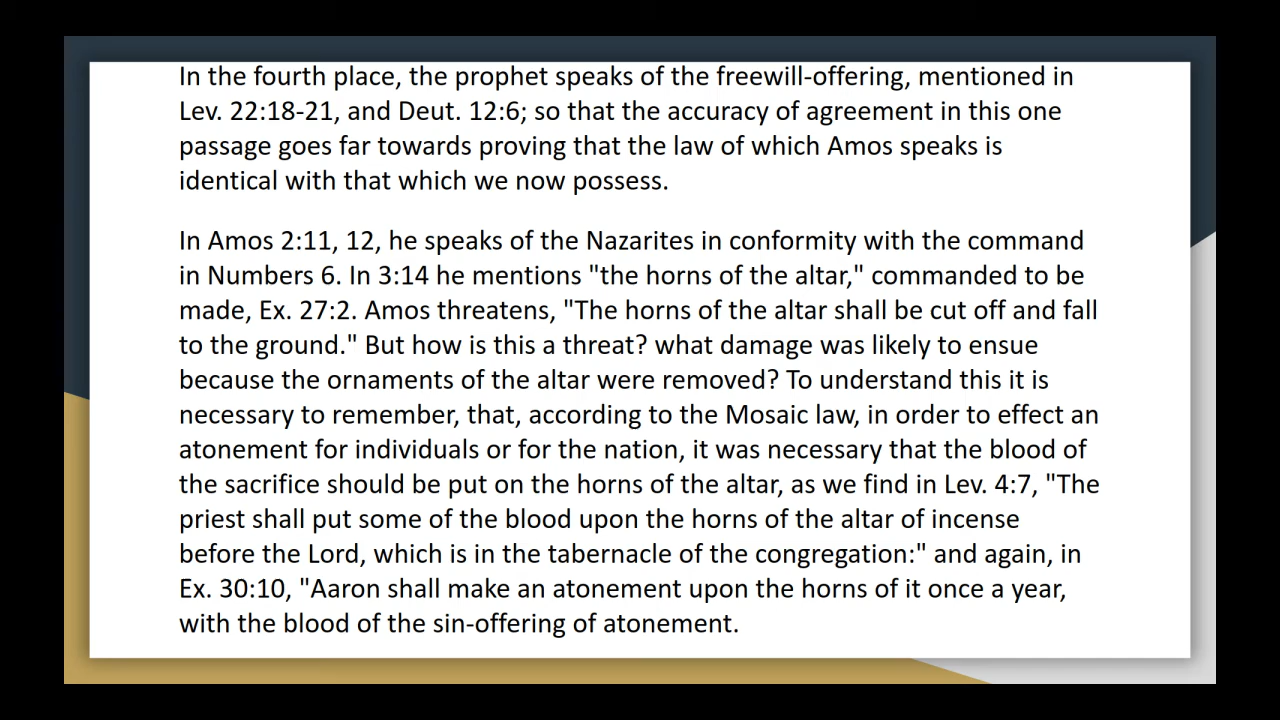 In the fourth place, the prophet speaks of the freewill-offering, mentioned in
Lev. 22:18-21, and Deut. 12:6; so that the accuracy of agreement in this one
passage goes far towards proving that the law of which Amos speaks is
identical with that which we now possess.
In Amos 2:11, 12, he speaks of the Nazarites in conformity with the command
in Numbers 6. In 3:14 he mentions "the horns of the altar," commanded to be
made, Ex. 27:2. Amos threatens, "The horns of the altar shall be cut off and fall
to the ground." But how is this a threat? what damage was likely to ensue
because the ornaments of the altar were removed? To understand this it is
necessary to remember, that, according to the Mosaic law, in order to effect an
atonement for individuals or for the nation, it was necessary that the blood of
the sacrifice should be put on the horns of the altar, as we find in Lev. 4:7, "The
priest shall put some of the blood upon the horns of the altar of incense
before the Lord, which is in the tabernacle of the congregation:" and again, in
Ex. 30:10, "Aaron shall make an atonement upon the horns of it once a year,
with the blood of the sin-offering of atonement.